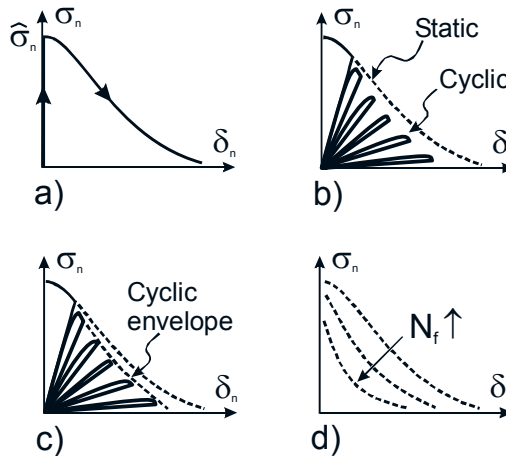 σn
σ̂n
δn
a)
σn
Static
Cyclic
δ
b)
σn
Cyclic
envelope
δn
c)
σn
Nf ↑
δ
d)